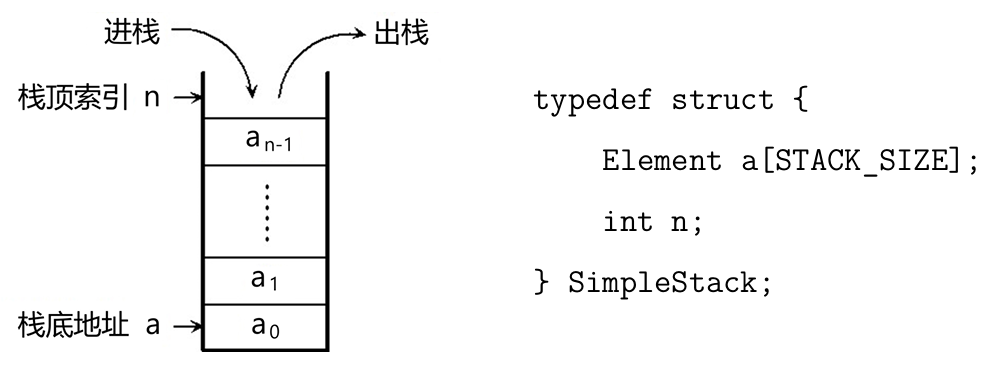 进栈
出栈
栈顶索引 n
aₙ₋₁
a₁
栈底地址 a
a₀
typedef struct {
    Element a[STACK_SIZE];
    int n;
} SimpleStack;